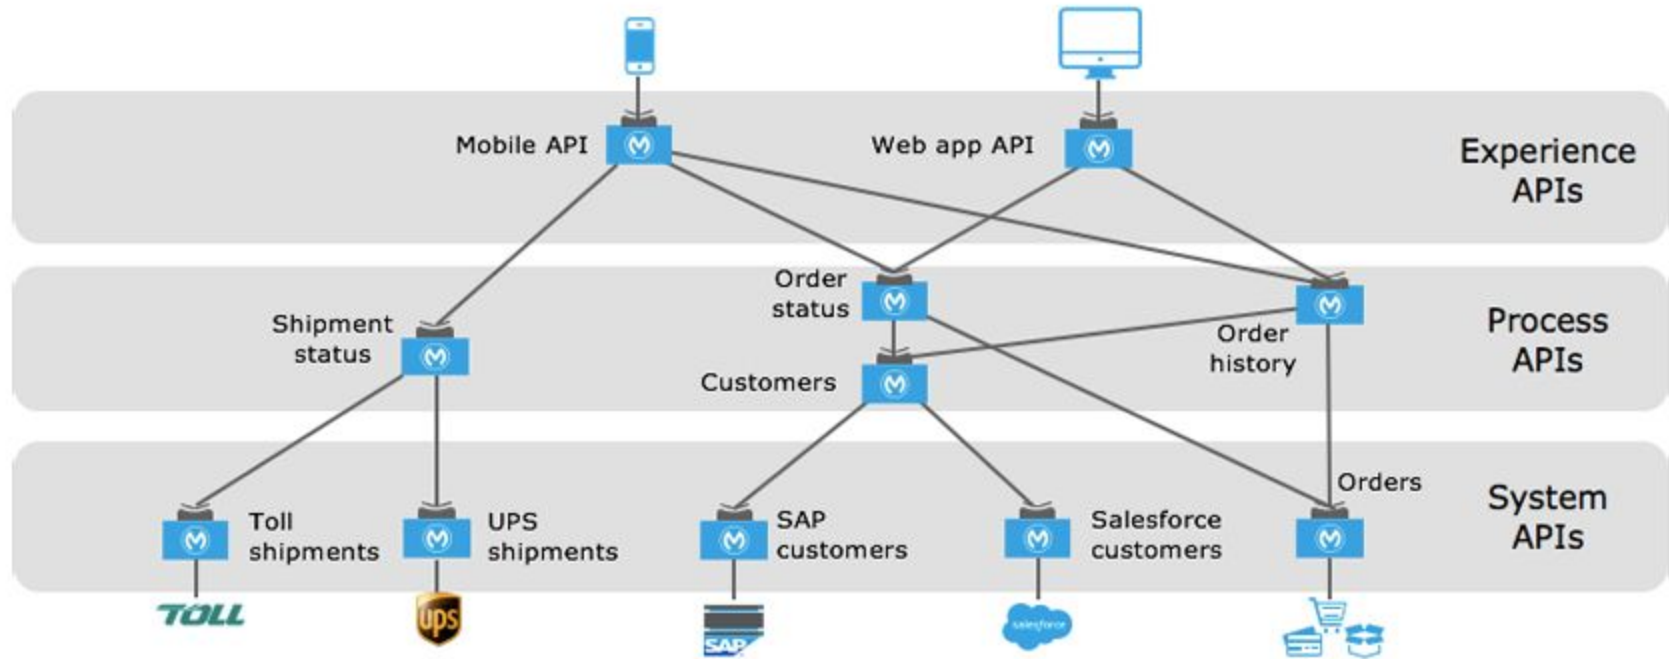 Mobile API
Web app API
Experience
APIs
Order
status
Shipment
status
Order
history
Process
APIs
Customers
Orders
Toll
shipments
UPS
shipments
SAP
customers
Salesforce
customers
System
APIs
TOLL
ups
SAP
salesforce